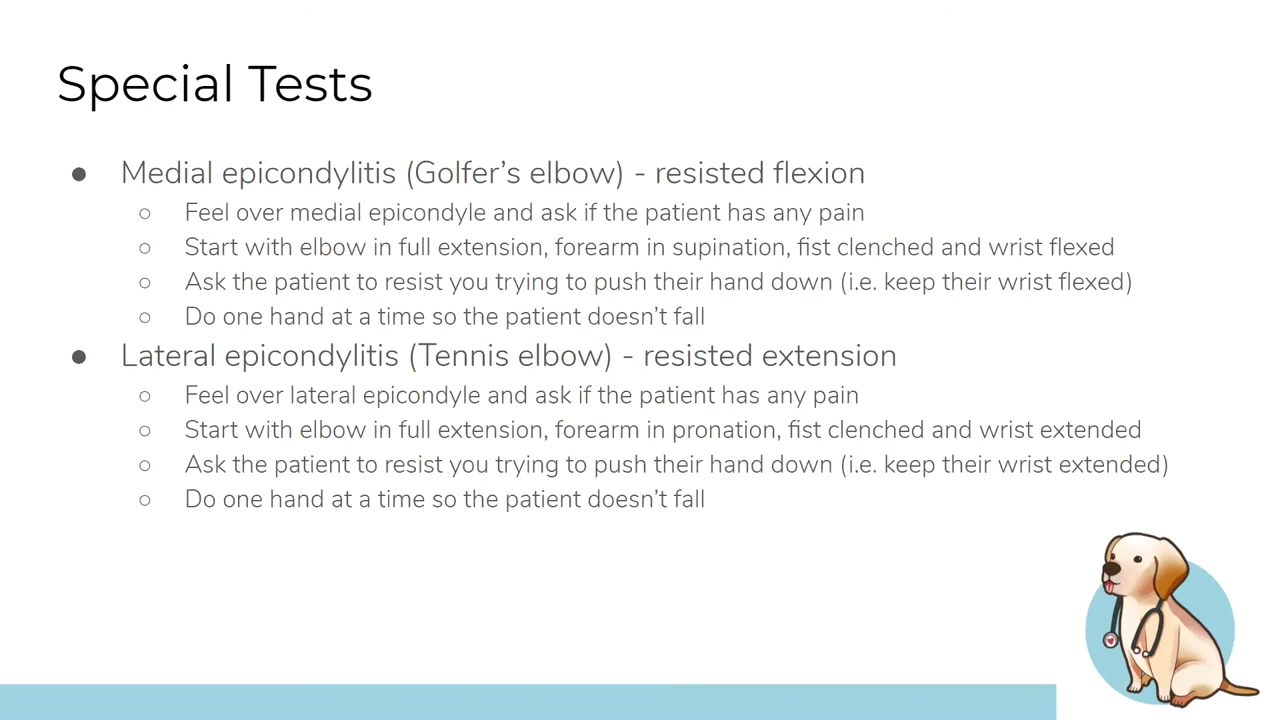 Special Tests
● Medial epicondylitis (Golfer’s elbow) - resisted flexion
○ Feel over medial epicondyle and ask if the patient has any pain
○ Start with elbow in full extension, forearm in supination, fist clenched and wrist flexed
○ Ask the patient to resist you trying to push their hand down (i.e. keep their wrist flexed)
○ Do one hand at a time so the patient doesn’t fall
● Lateral epicondylitis (Tennis elbow) - resisted extension
○ Feel over lateral epicondyle and ask if the patient has any pain
○ Start with elbow in full extension, forearm in pronation, fist clenched and wrist extended
○ Ask the patient to resist you trying to push their hand down (i.e. keep their wrist extended)
○ Do one hand at a time so the patient doesn’t fall